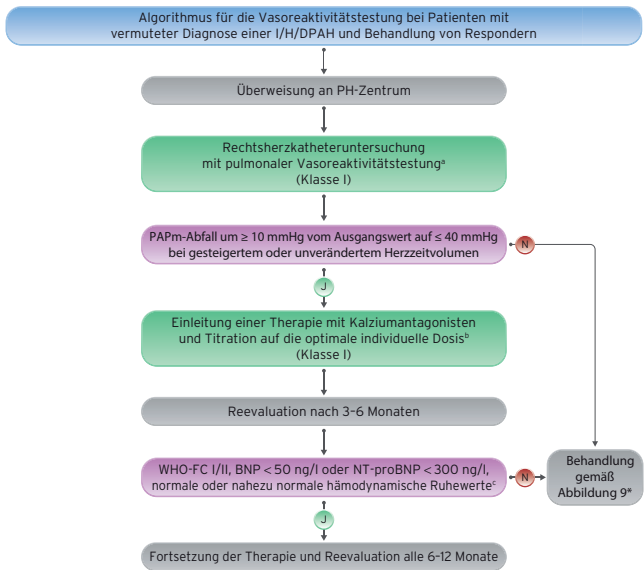 Algorithmus für die Vasoreaktivitätstestung bei Patienten mit
vermuteter Diagnose einer I/H/DPAH und Behandlung von Respondern
Überweisung an PH-Zentrum
Rechtsherzkatheteruntersuchung
mit pulmonaler Vasoreaktivitätstestungᵃ
(Klasse I)
PAPm-Abfall um ≥ 10 mmHg vom Ausgangswert auf ≤ 40 mmHg
bei gesteigertem oder unverändertem Herzzeitvolumen
N
J
Einleitung einer Therapie mit Kalziumantagonisten
und Titration auf die optimale individuelle Dosisᵇ
(Klasse I)
Reevaluation nach 3–6 Monaten
WHO-FC I/II, BNP < 50 ng/l oder NT-proBNP < 300 ng/l,
normale oder nahezu normale hämodynamische Ruhewerteᶜ
N
Behandlung
gemäß
Abbildung 9*
J
Fortsetzung der Therapie und Reevaluation alle 6–12 Monate